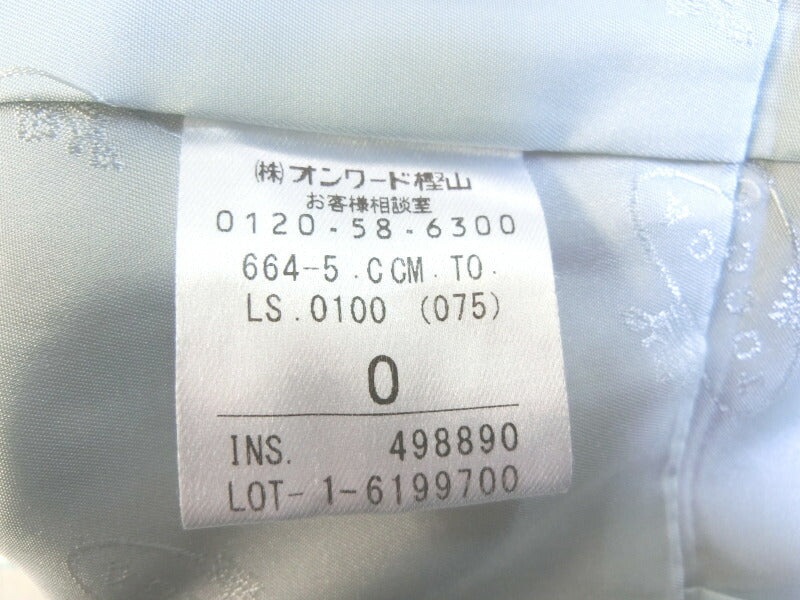 (株)オンワード樫山
お客様相談室
0120-58-6300
664-5.CCM.TO.
LS.0100 (075)
0
INS. 498890
LOT-1-6199700